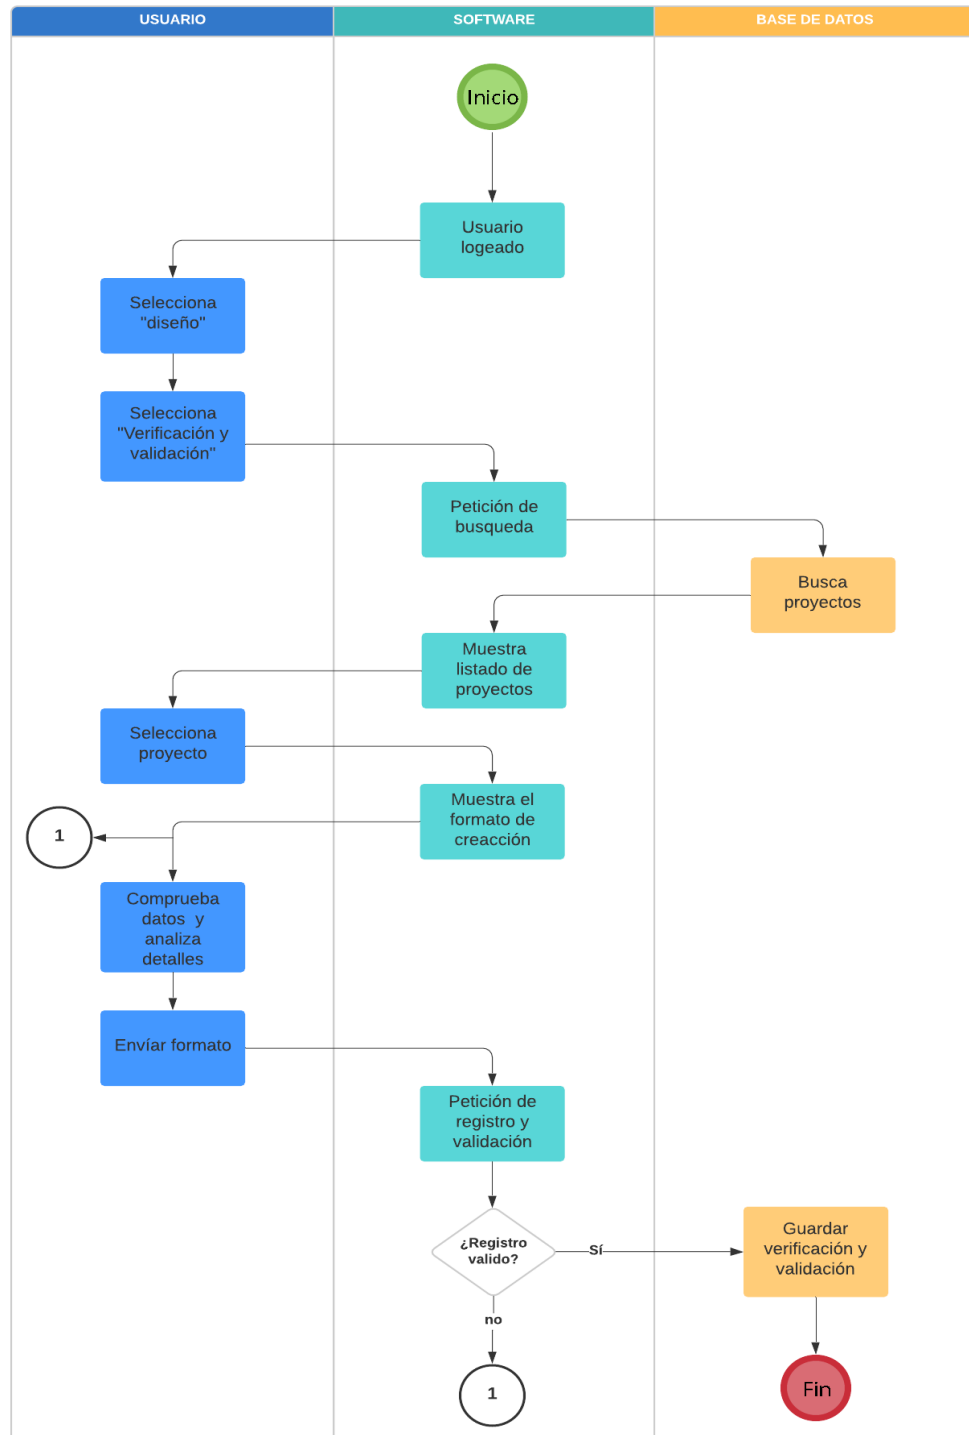 USUARIO
SOFTWARE
BASE DE DATOS
Inicio
Usuario
logeado
Selecciona
"diseño"
Selecciona
"Verificación y
validación"
Petición de
busqueda
Busca
proyectos
Muestra
listado de
proyectos
Selecciona
proyecto
Muestra el
formato de
creacción
1
Comprueba
datos y
analiza
detalles
Envíar formato
Petición de
registro y
validación
¿Registro
valido?
Sí
Guardar
verificación y
validación
no
1
Fin